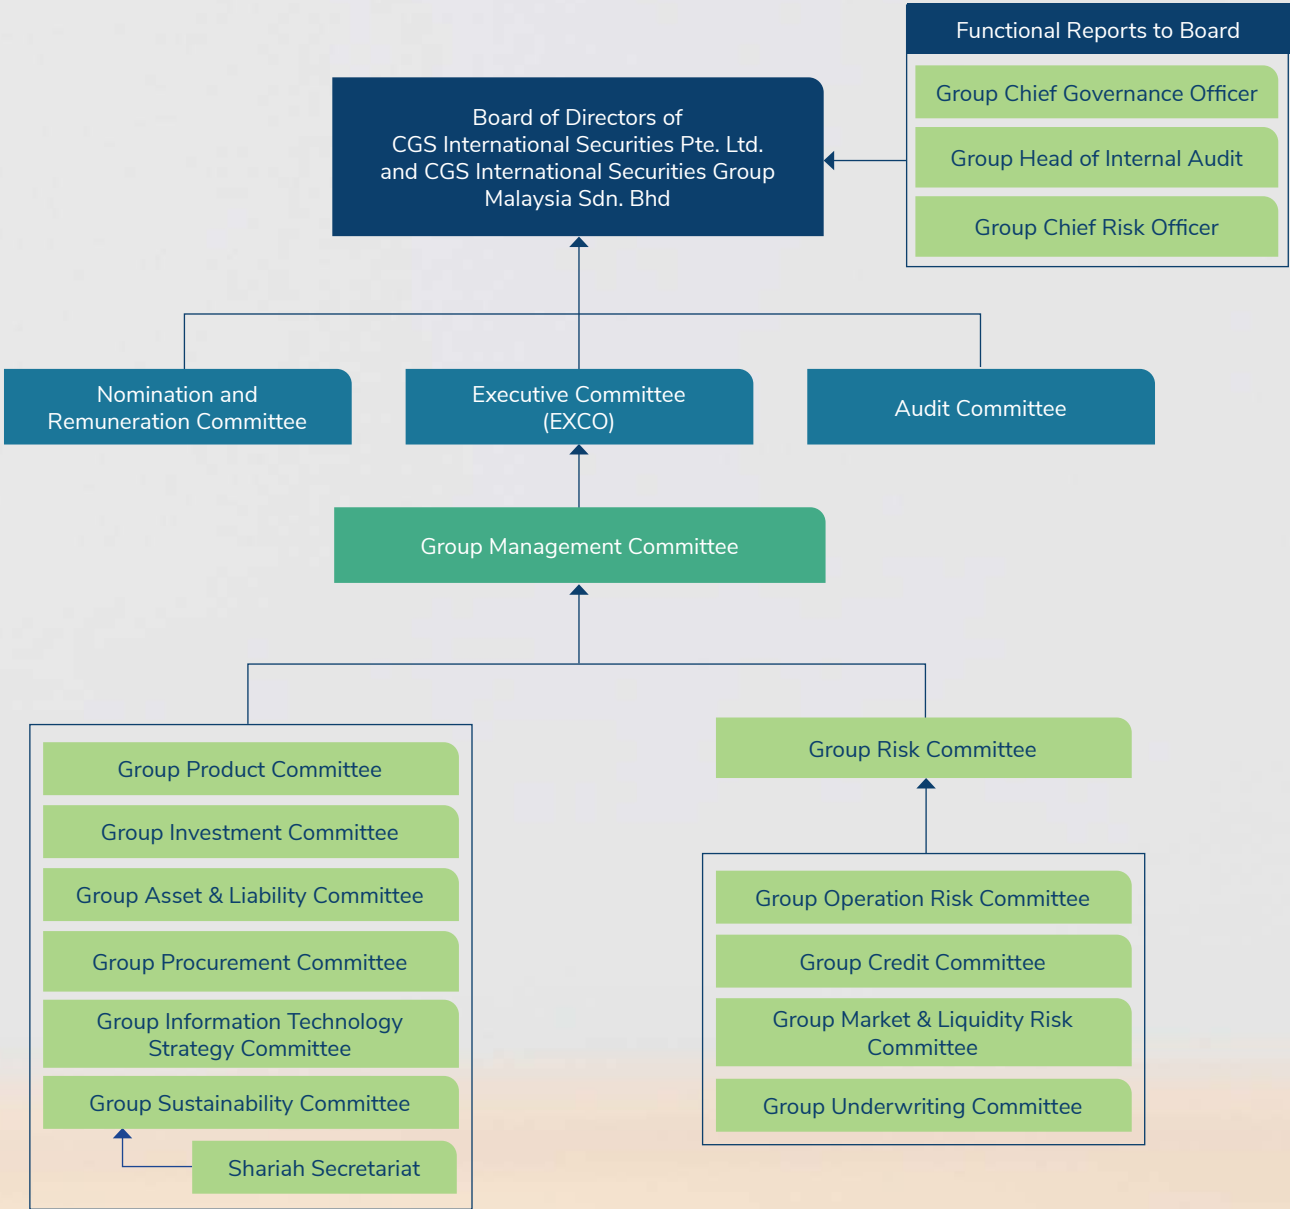 Functional Reports to Board
Group Chief Governance Officer
Group Head of Internal Audit
Group Chief Risk Officer
Board of Directors of
CGS International Securities Pte. Ltd.
and CGS International Securities Group
Malaysia Sdn. Bhd
Nomination and
Remuneration Committee
Executive Committee
(EXCO)
Audit Committee
Group Management Committee
Group Product Committee
Group Investment Committee
Group Asset & Liability Committee
Group Procurement Committee
Group Information Technology
Strategy Committee
Group Sustainability Committee
Shariah Secretariat
Group Risk Committee
Group Operation Risk Committee
Group Credit Committee
Group Market & Liquidity Risk
Committee
Group Underwriting Committee